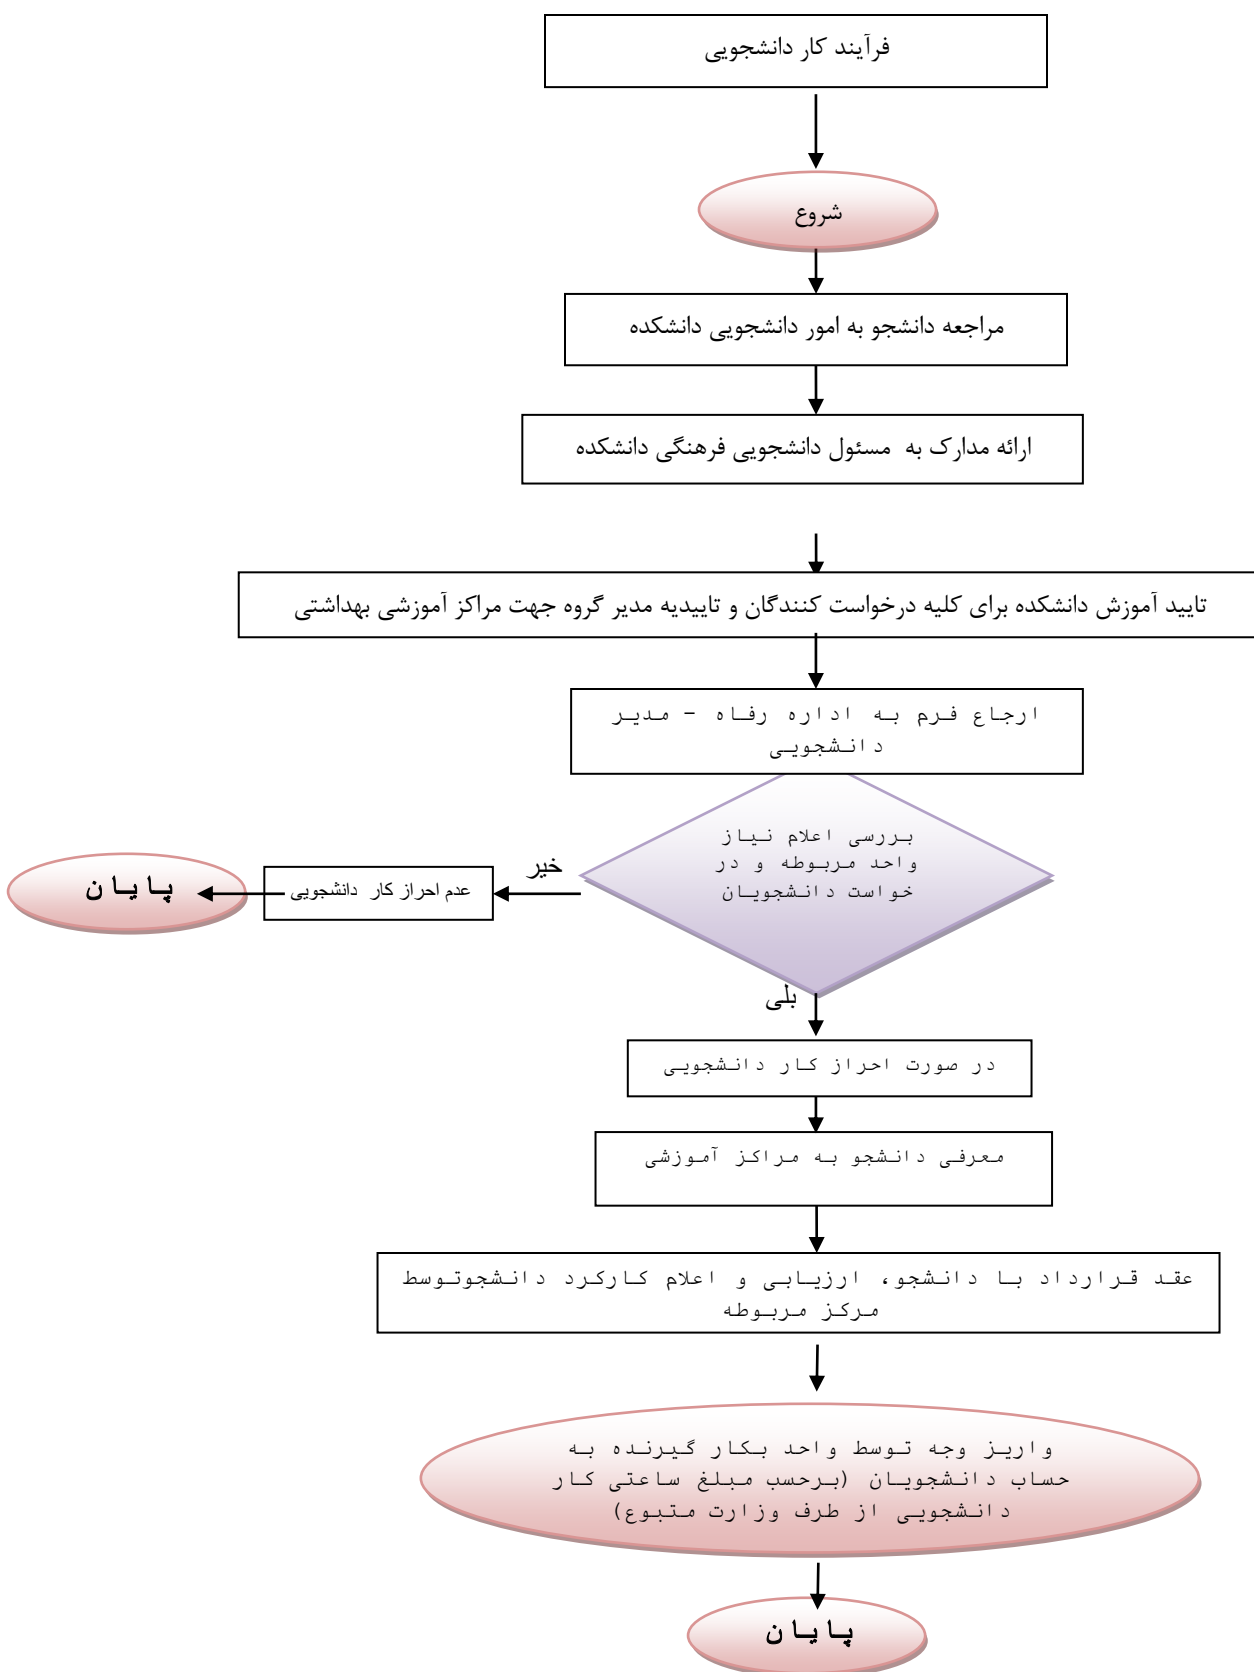 فرآیند کار دانشجویی
شروع
مراجعه دانشجو به امور دانشجویی دانشکده
ارائه مدارک به مسئول دانشجویی فرهنگی دانشکده
تایید آموزش دانشکده برای کلیه درخواست کنندگان و تاییدیه مدیر گروه جهت مراکز آموزشی بهداشتی
ارجاع فرم به اداره رفاه - مدیر
دانشجویی
بررسی اعلام نیاز
واحد مربوطه و در
خواست دانشجویان
خیر
عدم احراز کار دانشجویی
پایان
بلی
در صورت احراز کار دانشجویی
معرفی دانشجو به مراکز آموزشی
عقد قرارداد با دانشجو، ارزیابی و اعلام کارکرد دانشجوتوسط
مرکز مربوطه
واریز وجه توسط واحد بکار گیرنده به
حساب دانشجویان (برحسب مبلغ ساعتی کار
دانشجویی از طرف وزارت متبوع)
پایان